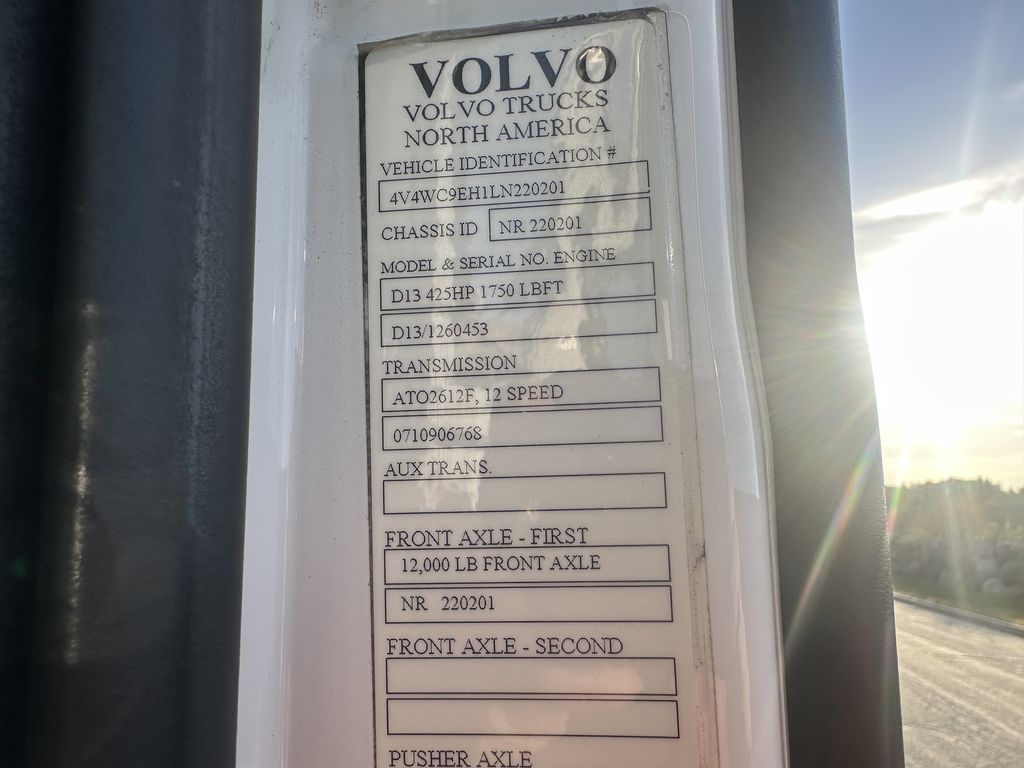 VOLVO
VOLVO TRUCKS
NORTH AMERICA
VEHICLE IDENTIFICATION #
4V4WC9EH1LN220201
CHASSIS ID NR 220201
MODEL & SERIAL NO. ENGINE
D13 425HP 1750 LBFT
D13/1260453
TRANSMISSION
ATO2612F, 12 SPEED
0710906768
AUX TRANS.
FRONT AXLE - FIRST
12,000 LB FRONT AXLE
NR 220201
FRONT AXLE - SECOND
PUSHER AXLE